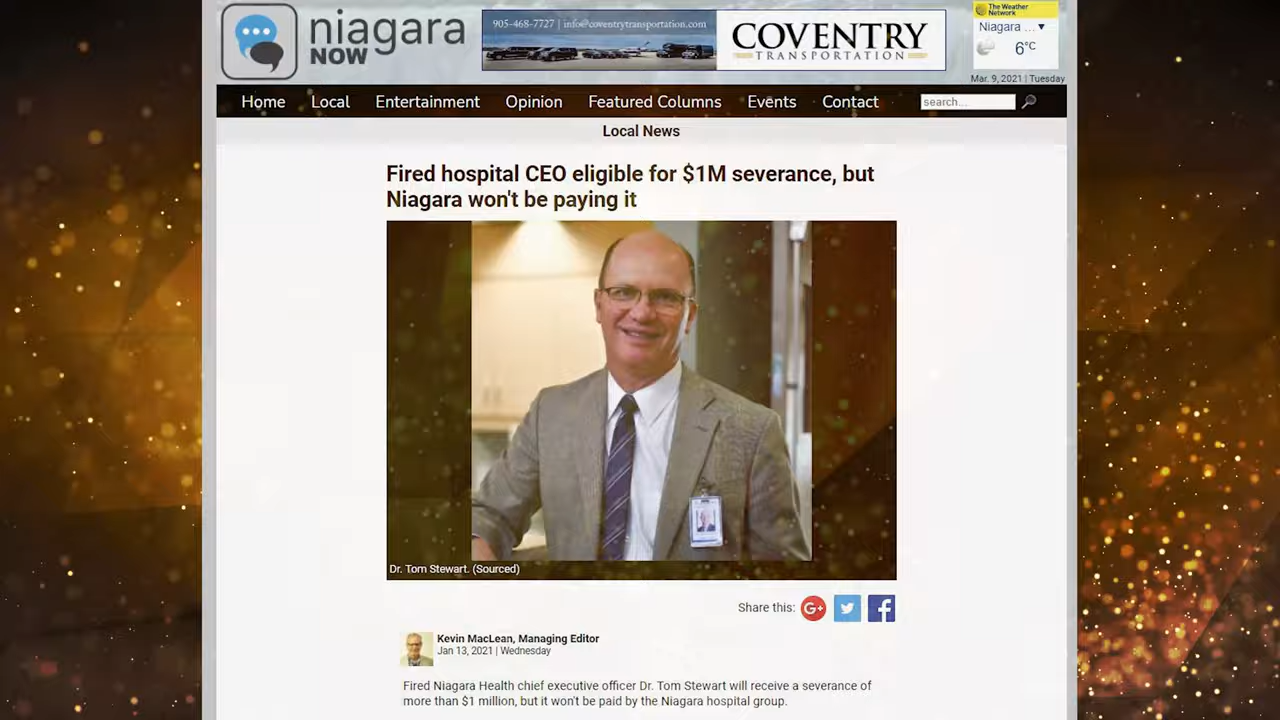 niagara
NOW
905-468-7727 | info@coventrytransportation.com
COVENTRY
TRANSPORTATION
The Weather
Network
Niagara ... ▼
6°C
Mar. 9, 2021 | Tuesday
Home Local Entertainment Opinion Featured Columns Events Contact search...
Local News
Fired hospital CEO eligible for $1M severance, but
Niagara won't be paying it
Dr. Tom Stewart. (Sourced)
Share this: G+
Kevin MacLean, Managing Editor
Jan 13, 2021 | Wednesday
Fired Niagara Health chief executive officer Dr. Tom Stewart will receive a severance of
more than $1 million, but it won't be paid by the Niagara hospital group.